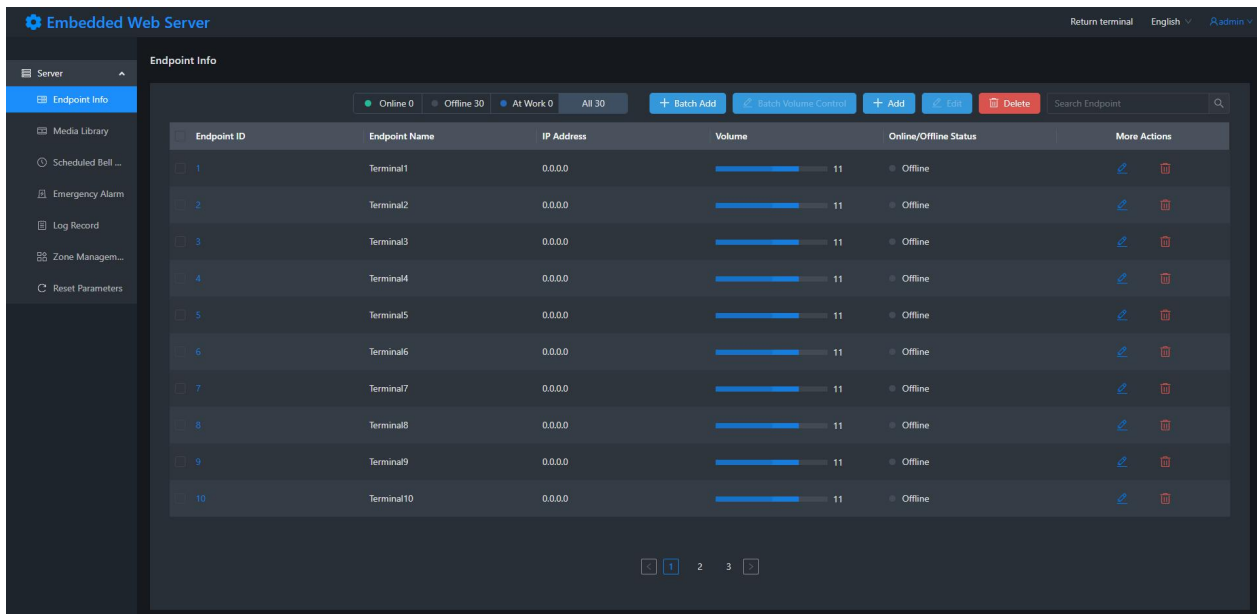 Embedded Web Server
Return terminal English admin
Server
Endpoint Info
Media Library
Scheduled Bell ...
Emergency Alarm
Log Record
Zone Managem...
Reset Parameters
Endpoint Info
Online 0 Offline 30 At Work 0 All 30 + Batch Add Batch Volume Control + Add Edit Delete Search Endpoint
Endpoint ID Endpoint Name IP Address Volume Online/Offline Status More Actions
1 Terminal1 0.0.0.0 11 Offline
2 Terminal2 0.0.0.0 11 Offline
3 Terminal3 0.0.0.0 11 Offline
4 Terminal4 0.0.0.0 11 Offline
5 Terminal5 0.0.0.0 11 Offline
6 Terminal6 0.0.0.0 11 Offline
7 Terminal7 0.0.0.0 11 Offline
8 Terminal8 0.0.0.0 11 Offline
9 Terminal9 0.0.0.0 11 Offline
10 Terminal10 0.0.0.0 11 Offline
< 1 2 3 >